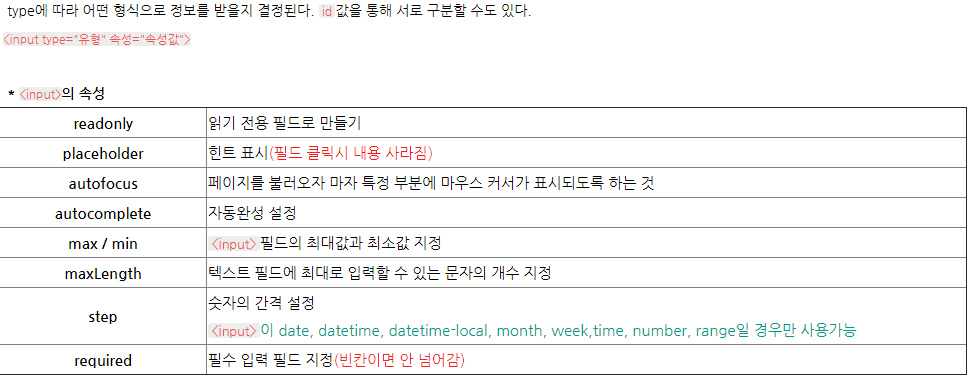 type에 따라 어떤 형식으로 정보를 받을지 결정된다. id값을 통해 서로 구분할 수도 있다.
<input type="유형" 속성="속성값">
* <input>의 속성
readonly 읽기 전용 필드로 만들기
placeholder 힌트 표시(필드 클릭시 내용 사라짐)
autofocus 페이지를 불러오자 마자 특정 부분에 마우스 커서가 표시되도록 하는 것
autocomplete 자동완성 설정
max / min <input>필드의 최대값과 최소값 지정
maxLength 텍스트 필드에 최대로 입력할 수 있는 문자의 개수 지정
step 숫자의 간격 설정
<input>이 date, datetime, datetime-local, month, week,time, number, range일 경우만 사용가능
required 필수 입력 필드 지정(빈칸이면 안 넘어감)